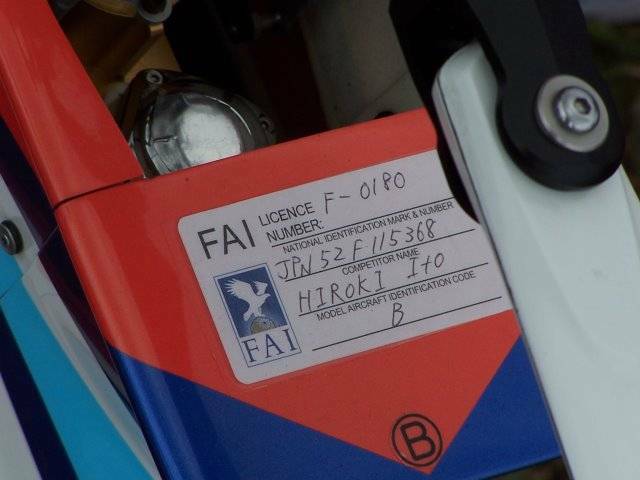 FAI LICENCE NUMBER: F-0180
NATIONAL IDENTIFICATION MARK & NUMBER
JPN 52 F 115368
COMPETITOR NAME
HIROKI ITO
MODEL AIRCRAFT IDENTIFICATION CODE
B
FAI
B